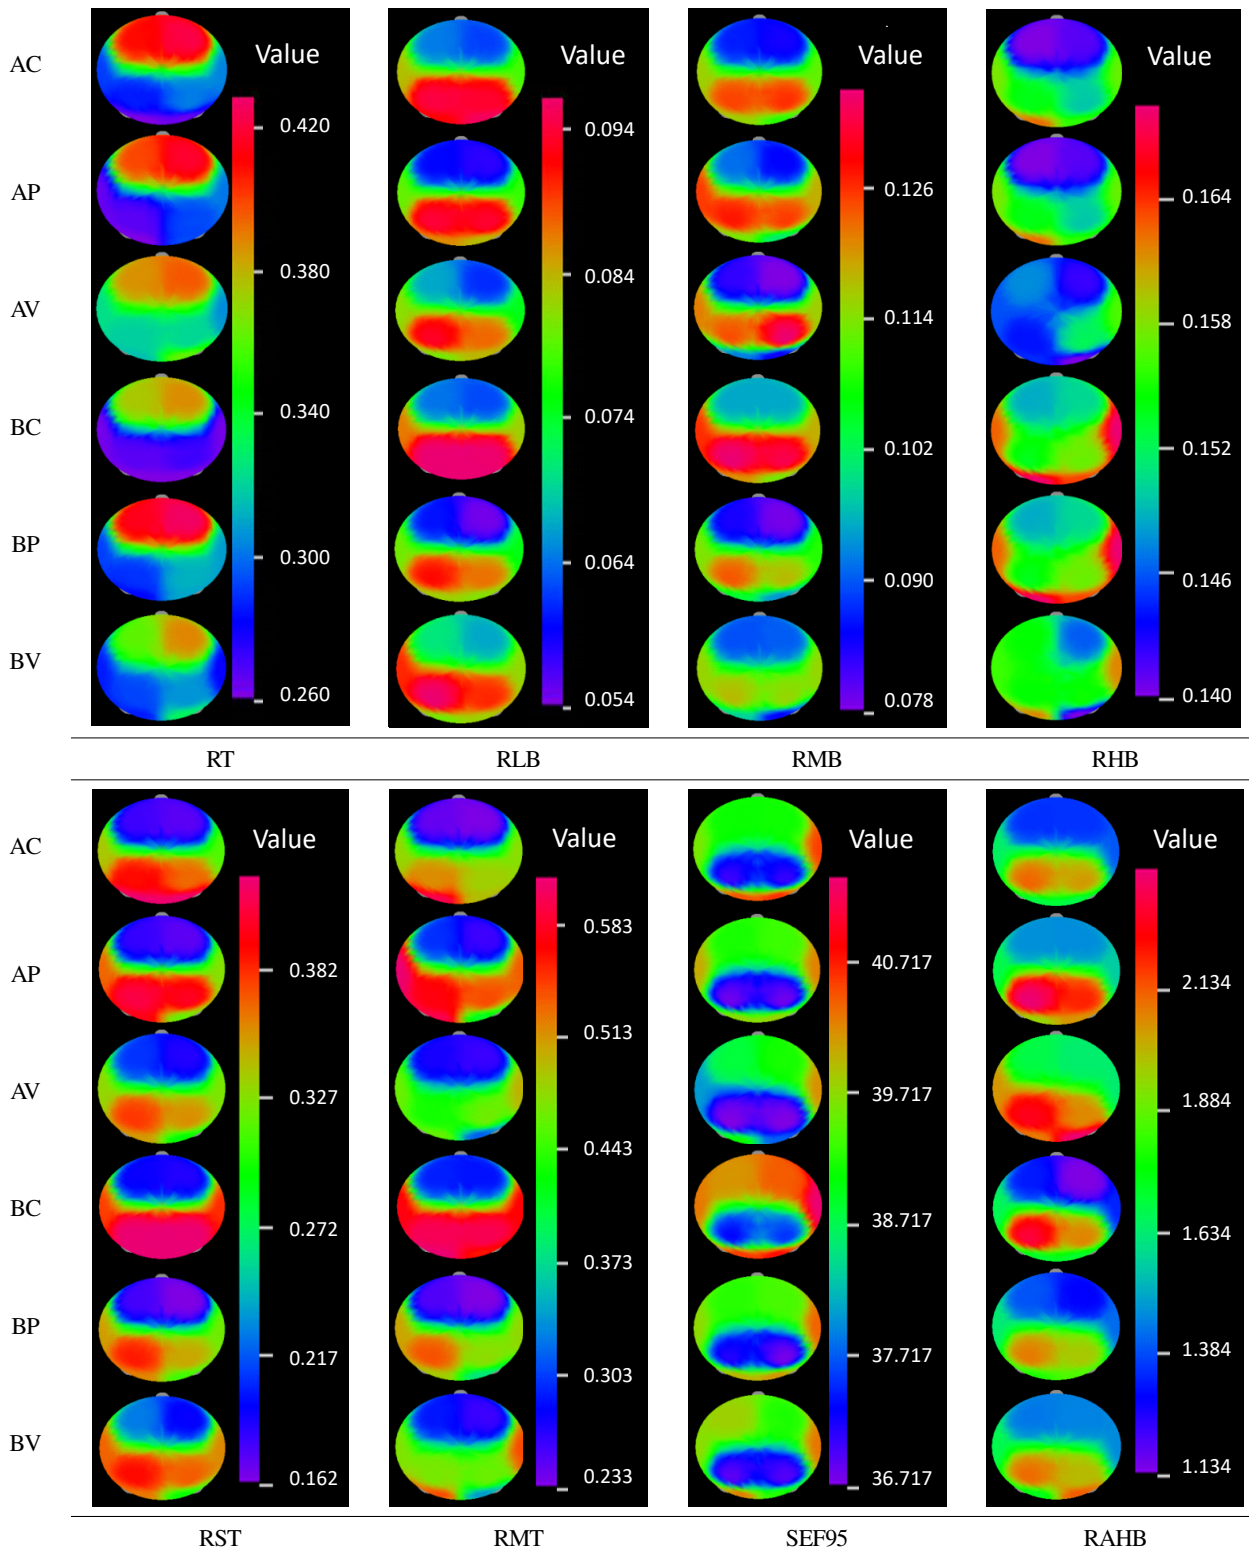 AC
AP
AV
BC
BP
BV
Value
0.420
0.380
0.340
0.300
0.260
Value
0.094
0.084
0.074
0.064
0.054
Value
0.126
0.114
0.102
0.090
0.078
Value
0.164
0.158
0.152
0.146
0.140
RT RLB RMB RHB
AC
AP
AV
BC
BP
BV
Value
0.382
0.327
0.272
0.217
0.162
Value
0.583
0.513
0.443
0.373
0.303
0.233
Value
40.717
39.717
38.717
37.717
36.717
Value
2.134
1.884
1.634
1.384
1.134
RST RMT SEF95 RAHB